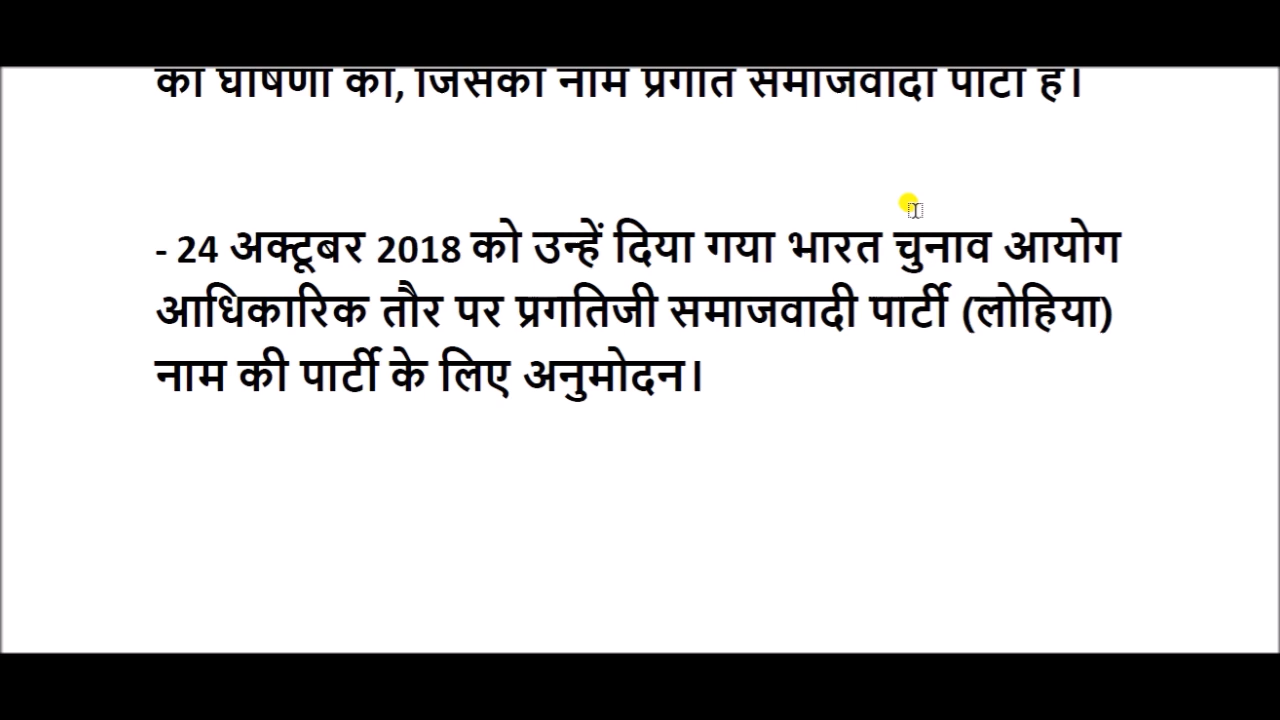 का घाषणा का, जिसका नाम प्रगति समाजवादी पार्टी है।
- 24 अक्टूबर 2018 को उन्हें दिया गया भारत चुनाव आयोग
आधिकारिक तौर पर प्रगतिजी समाजवादी पार्टी (लोहिया)
नाम की पार्टी के लिए अनुमोदन।